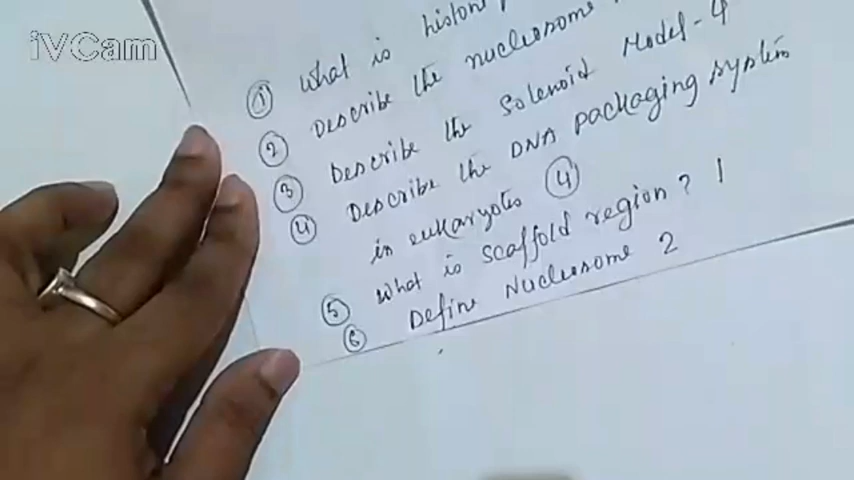 iVCam
① What is histon
② Describe the nucleosome
③ Describe the Solenoid Model-4
④ Describe the DNA packaging system
in eukaryotes ④
⑤ What is scaffold region? 1
⑥ Define Nucleosome 2